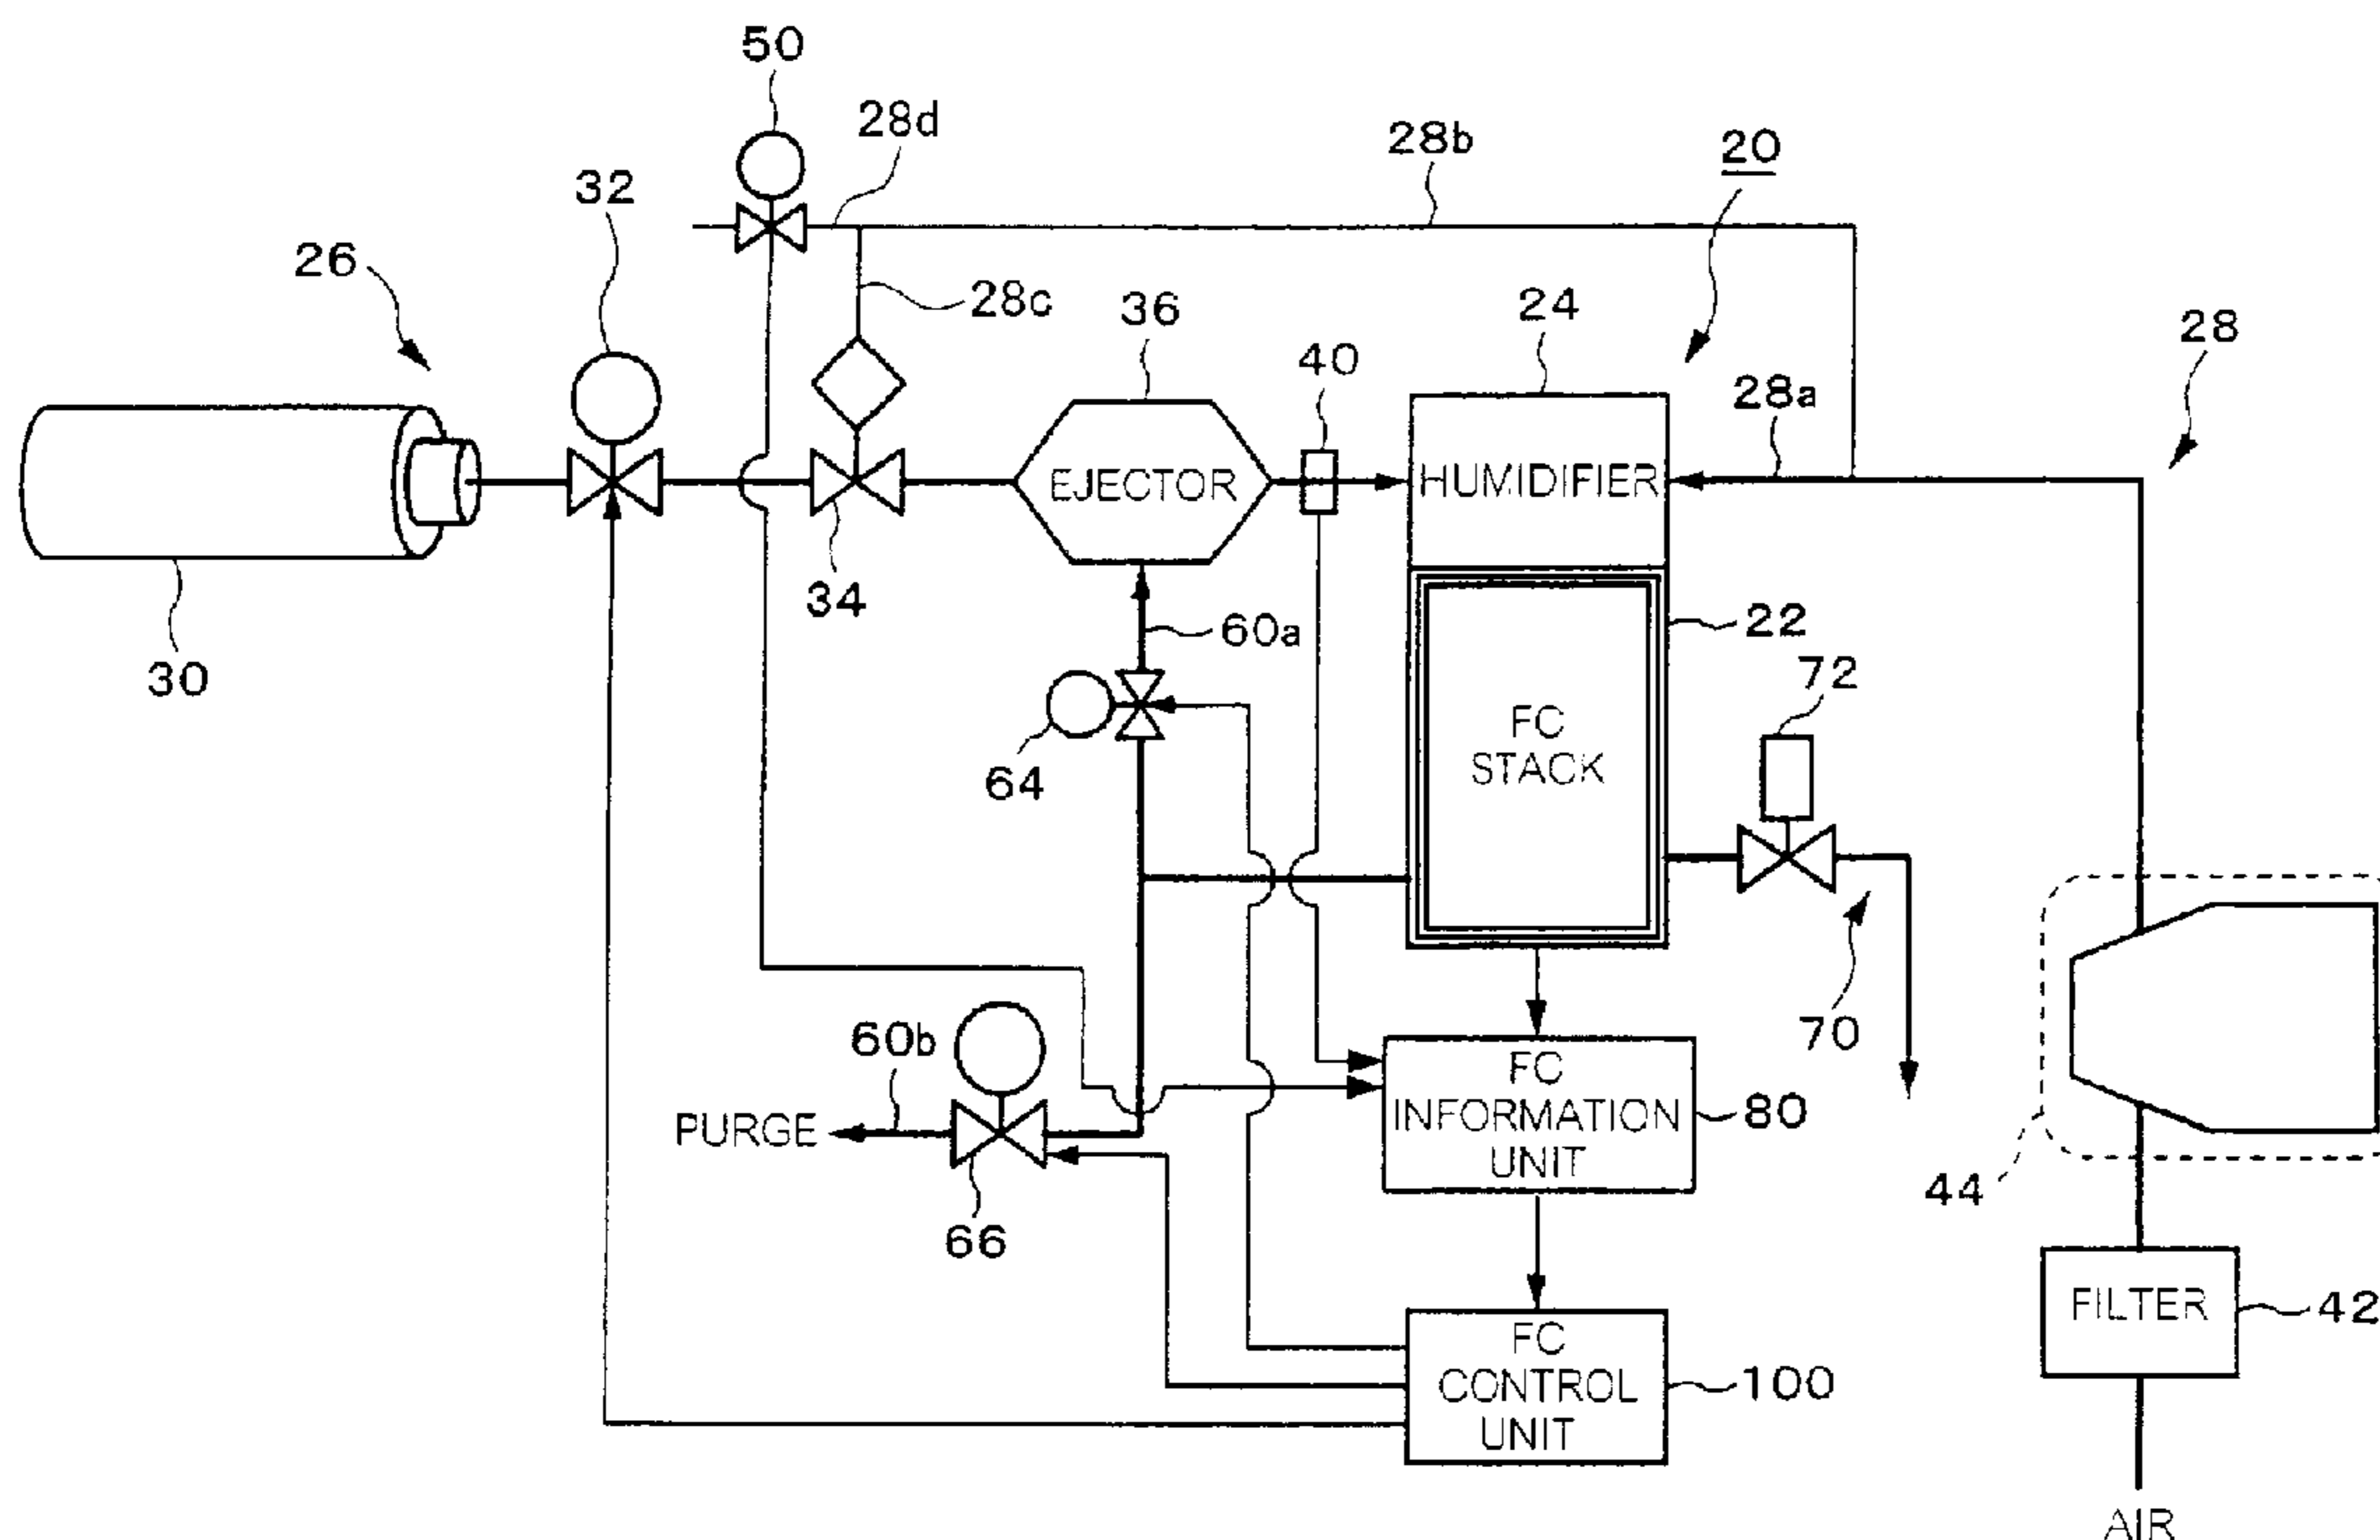 50
28d
28b
20
32
26
28c
36
24
28
40
28a
EJECTOR
HUMIDIFIER
34
60a
22
30
72
FC
STACK
64
60b
70
FC
INFORMATION
UNIT
80
PURGE
44
66
FILTER
42
FC
CONTROL
UNIT
100
AIR